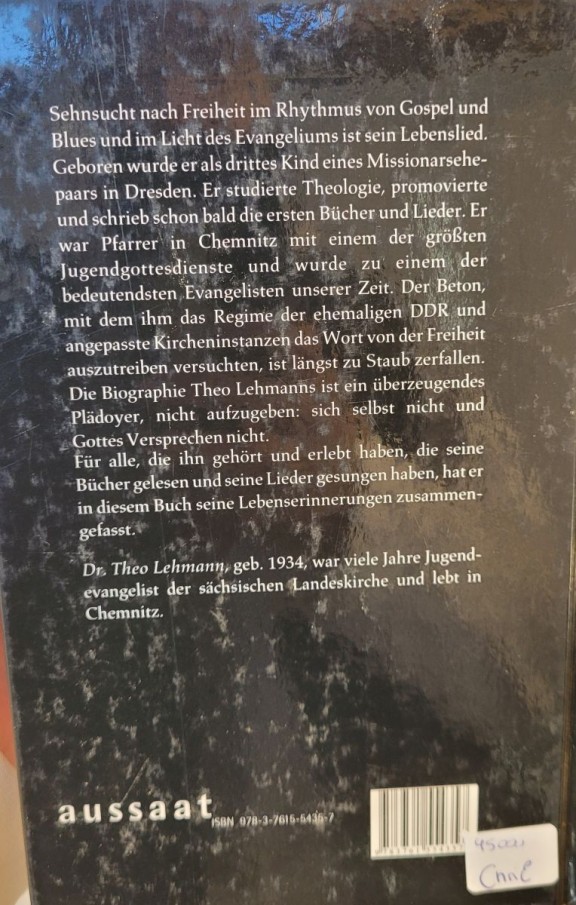 Sehnsucht nach Freiheit im Rhythmus von Gospel und
Blues und im Licht des Evangeliums ist sein Lebenslied.
Geboren wurde er als drittes Kind eines Missionarsehe-
paars in Dresden. Er studierte Theologie, promovierte
und schrieb schon bald die ersten Bücher und Lieder. Er
war Pfarrer in Chemnitz mit einem der größten
Jugendgottesdienste und wurde zu einem der
bedeutendsten Evangelisten unserer Zeit. Der Beton,
mit dem ihm das Regime der ehemaligen DDR und
angepasste Kircheninstanzen das Wort von der Freiheit
auszutreiben versuchten, ist längst zu Staub zerfallen.
Die Biographie Theo Lehmanns ist ein überzeugendes
Plädoyer, nicht aufzugeben: sich selbst nicht und
Gottes Versprechen nicht.
Für alle, die ihn gehört und erlebt haben, die seine
Bücher gelesen und seine Lieder gesungen haben, hat er
in diesem Buch seine Lebenserinnerungen zusammen-
gefasst.
Dr. Theo Lehmann, geb. 1934, war viele Jahre Jugend-
evangelist der sächsischen Landeskirche und lebt in
Chemnitz.
aussaat
ISBN 978-3-7615-5435-7